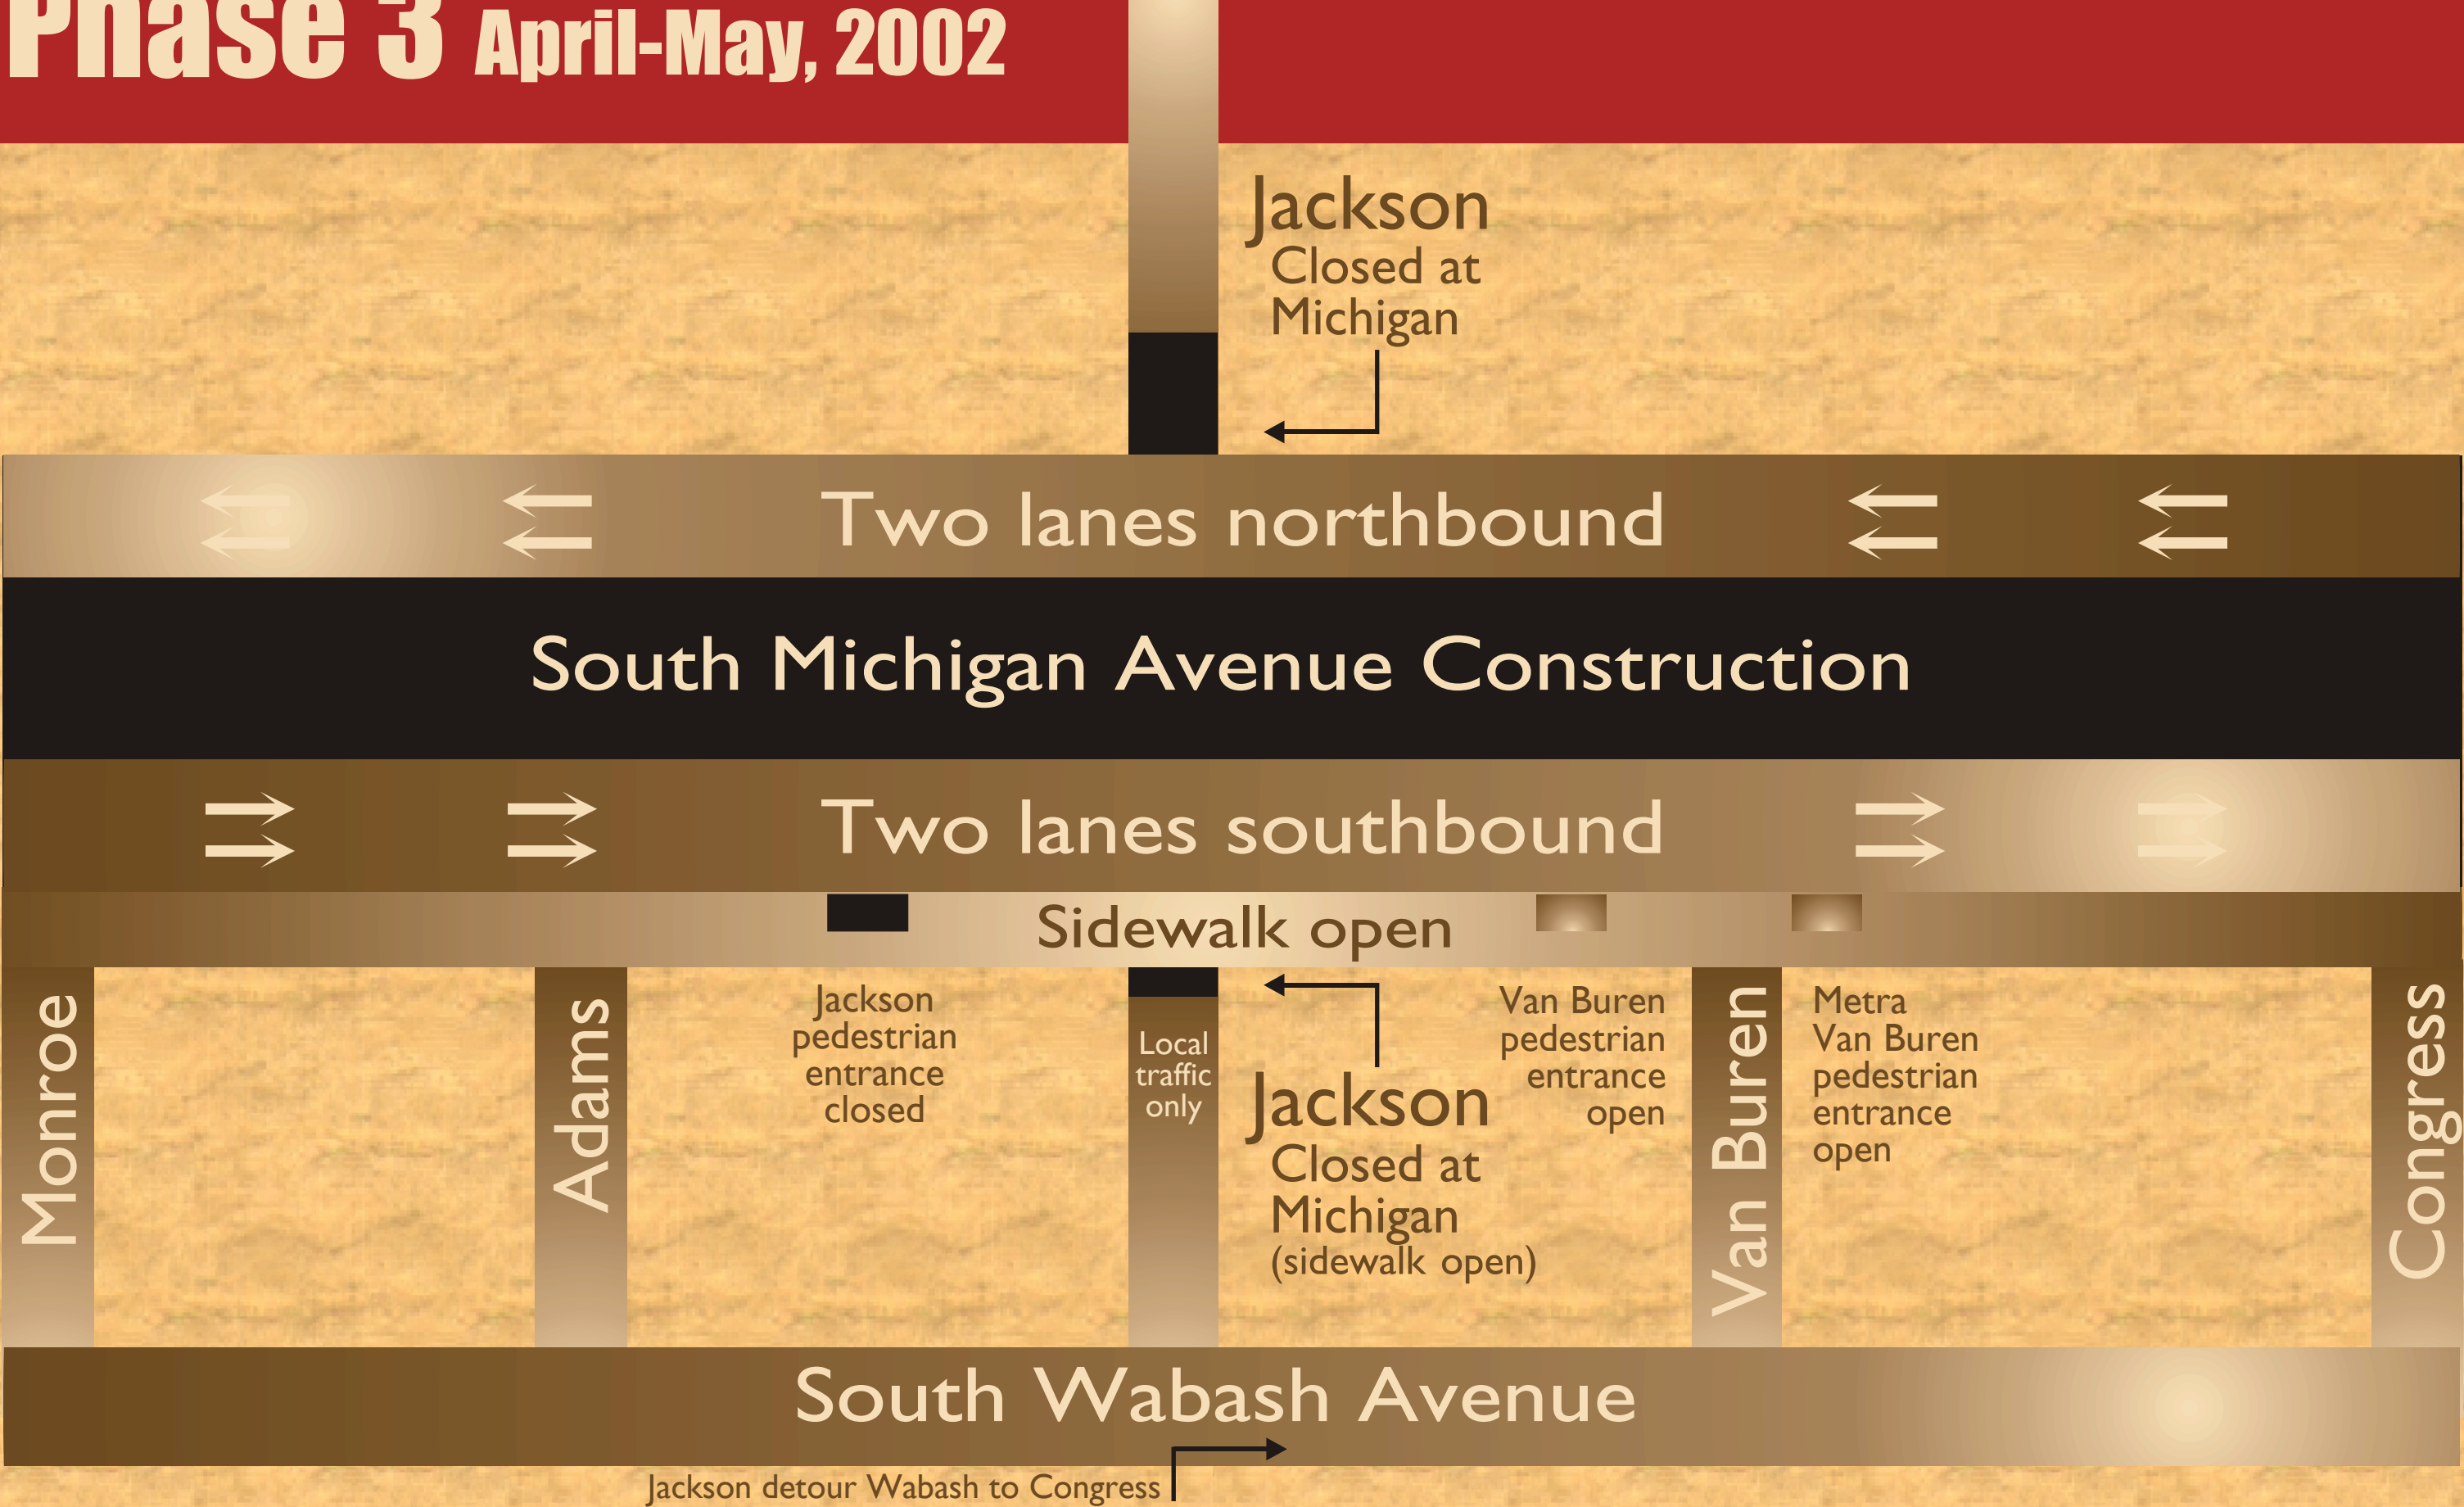 Phase 3 April-May, 2002
Jackson
Closed at
Michigan
Two lanes northbound
South Michigan Avenue Construction
Two lanes southbound
Sidewalk open
Monroe
Adams
Jackson
pedestrian
entrance
closed
Local
traffic
only
Jackson
Closed at
Michigan
(sidewalk open)
Van Buren
pedestrian
entrance
open
Van Buren
Metra
Van Buren
pedestrian
entrance
open
Congress
South Wabash Avenue
Jackson detour Wabash to Congress